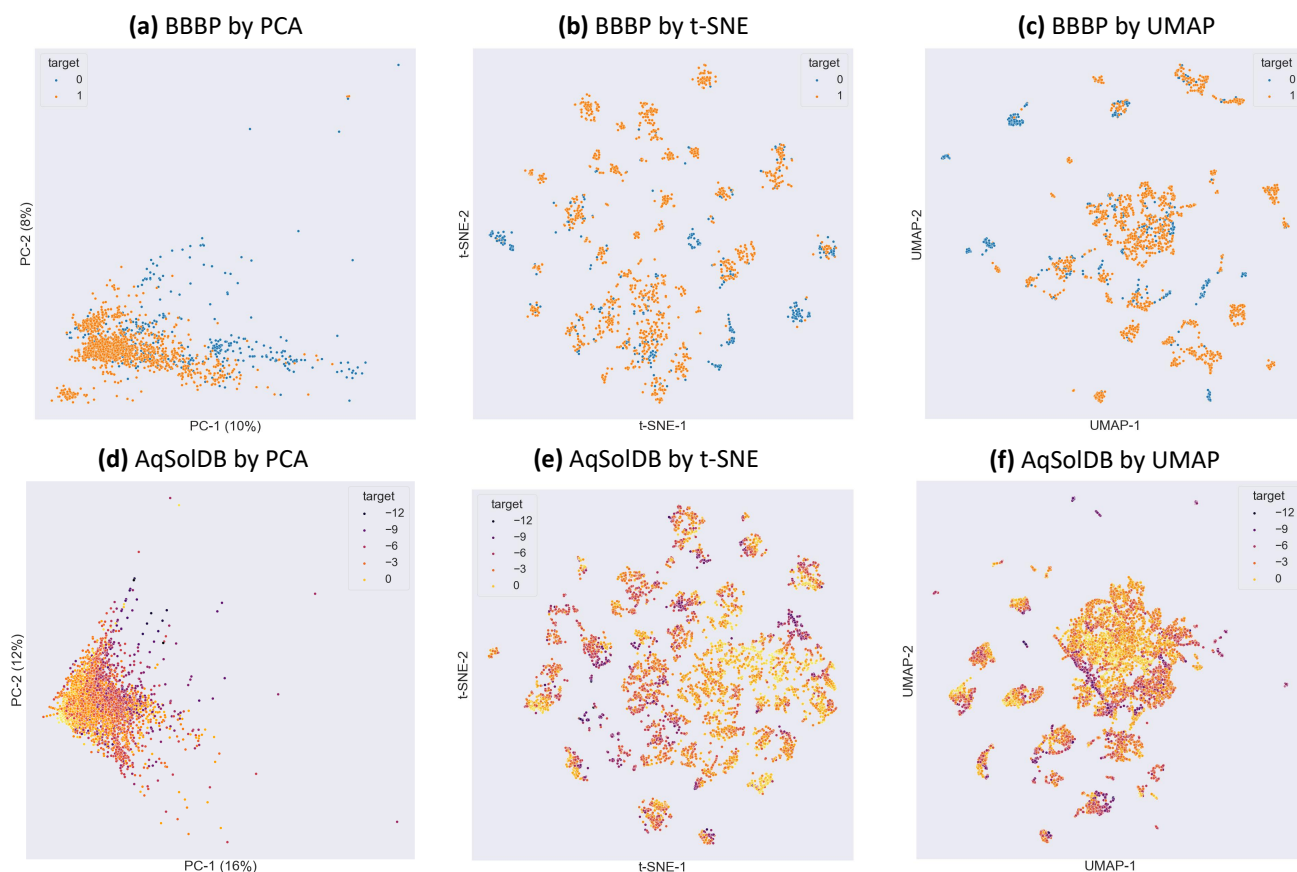 (a) BBBP by PCA
target
0
1
PC-2 (8%)
PC-1 (10%)
(b) BBBP by t-SNE
target
0
1
t-SNE-2
t-SNE-1
(c) BBBP by UMAP
target
0
1
UMAP-2
UMAP-1
(d) AqSolDB by PCA
target
−12
−9
−6
−3
0
PC-2 (12%)
PC-1 (16%)
(e) AqSolDB by t-SNE
target
−12
−9
−6
−3
0
t-SNE-2
t-SNE-1
(f) AqSolDB by UMAP
target
−12
−9
−6
−3
0
UMAP-2
UMAP-1